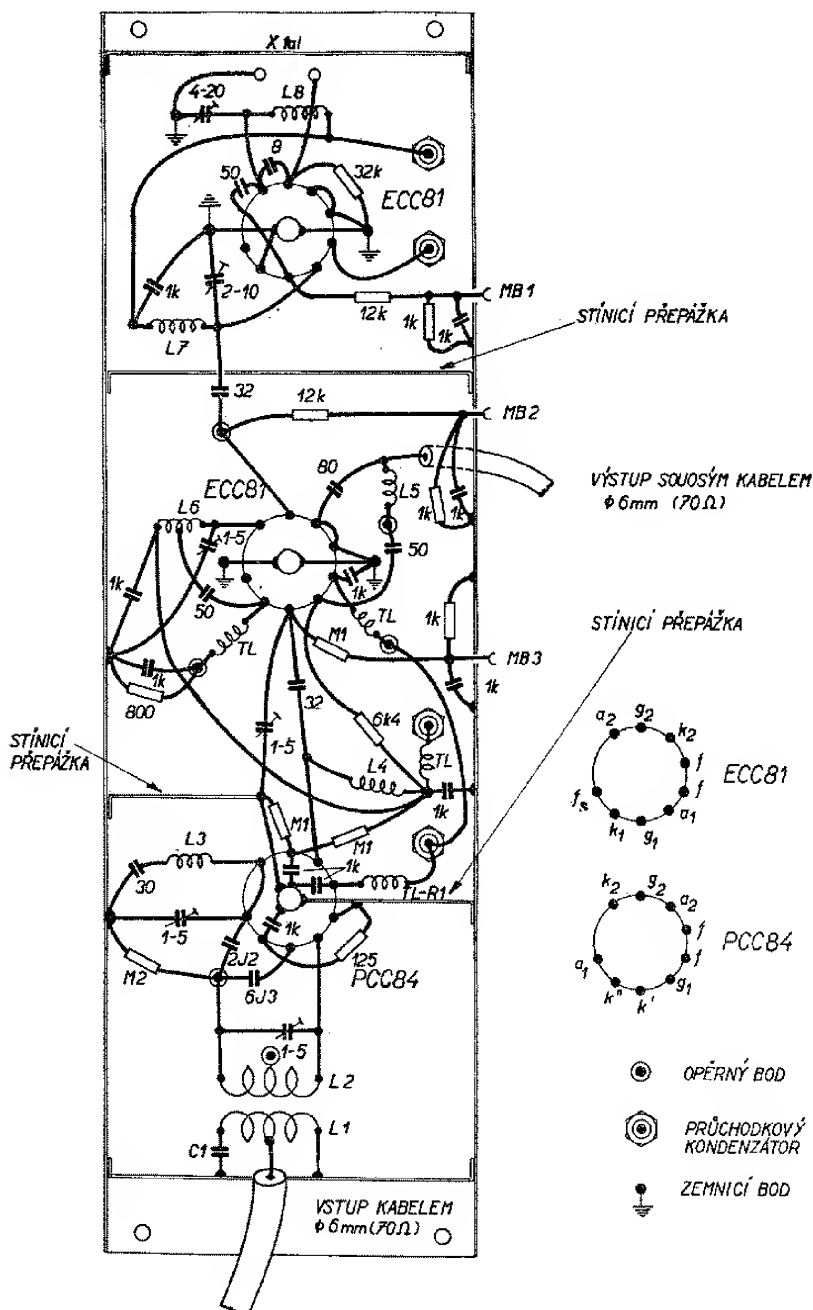 X tal
4-20
L8
8
50
32k
ECC81
1k
2-10
12k
MB1
1k
1k
L7
STÍNICÍ PŘEPÁŽKA
32
12k
MB2
80
ECC81
L5
L6
1-5
1k
1k
VÝSTUP SOUOSÝM KABELEM
φ 6mm (70Ω)
50
1k
1k
50
TL
TL
M1
1k
STÍNICÍ PŘEPÁŽKA
MB3
1k
1k
800
32
6k4
1-5
TL
STÍNICÍ
PŘEPÁŽKA
L4
1k
a2
g2
k2
f
f
a1
g1
k1
fs
ECC81
M1
M1
L3
1k
30
TL-R1
1-5
1k
2J2
125
M2
6J3
PCC84
k2
g2
a2
f
f
g1
k'
k"
a1
PCC84
1-5
L2
OPĚRNÝ BOD
L1
C1
PRŮCHODKOVÝ
KONDENZÁTOR
ZEMNICÍ BOD
VSTUP KABELEM
φ 6mm (70Ω)